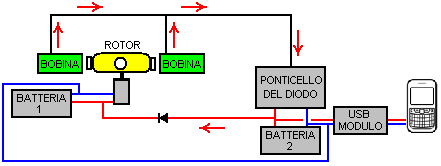 ROTOR
BOBINA
BOBINA
PONTICELLO
DEL DIODO
BATTERIA
1
USB
MODULO
BATTERIA
2